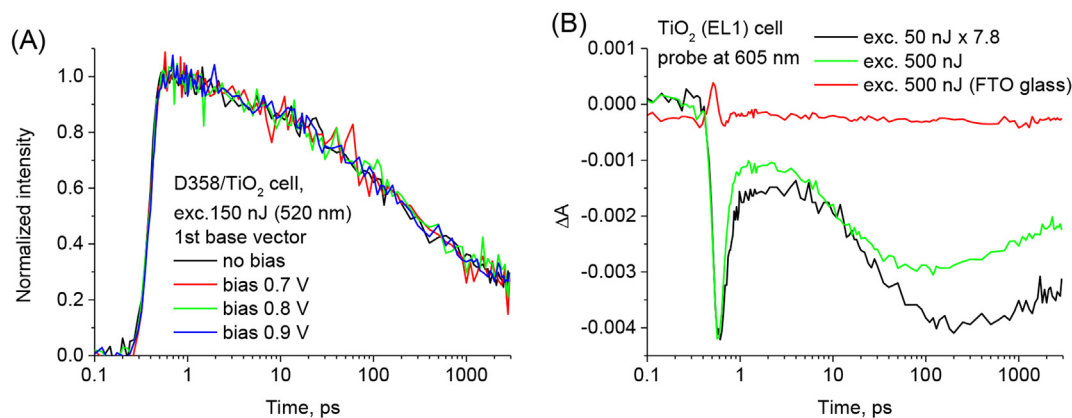 (A)
Normalized intensity
1.0
0.8
0.6
0.4
0.2
0.0
D358/TiO₂ cell,
exc.150 nJ (520 nm)
1st base vector
no bias
bias 0.7 V
bias 0.8 V
bias 0.9 V
0.1 1 10 100 1000
Time, ps
(B)
TiO₂ (EL1) cell
probe at 605 nm
exc. 50 nJ x 7.8
exc. 500 nJ
exc. 500 nJ (FTO glass)
ΔA
0.001
0.000
-0.001
-0.002
-0.003
-0.004
0.1 1 10 100 1000
Time, ps